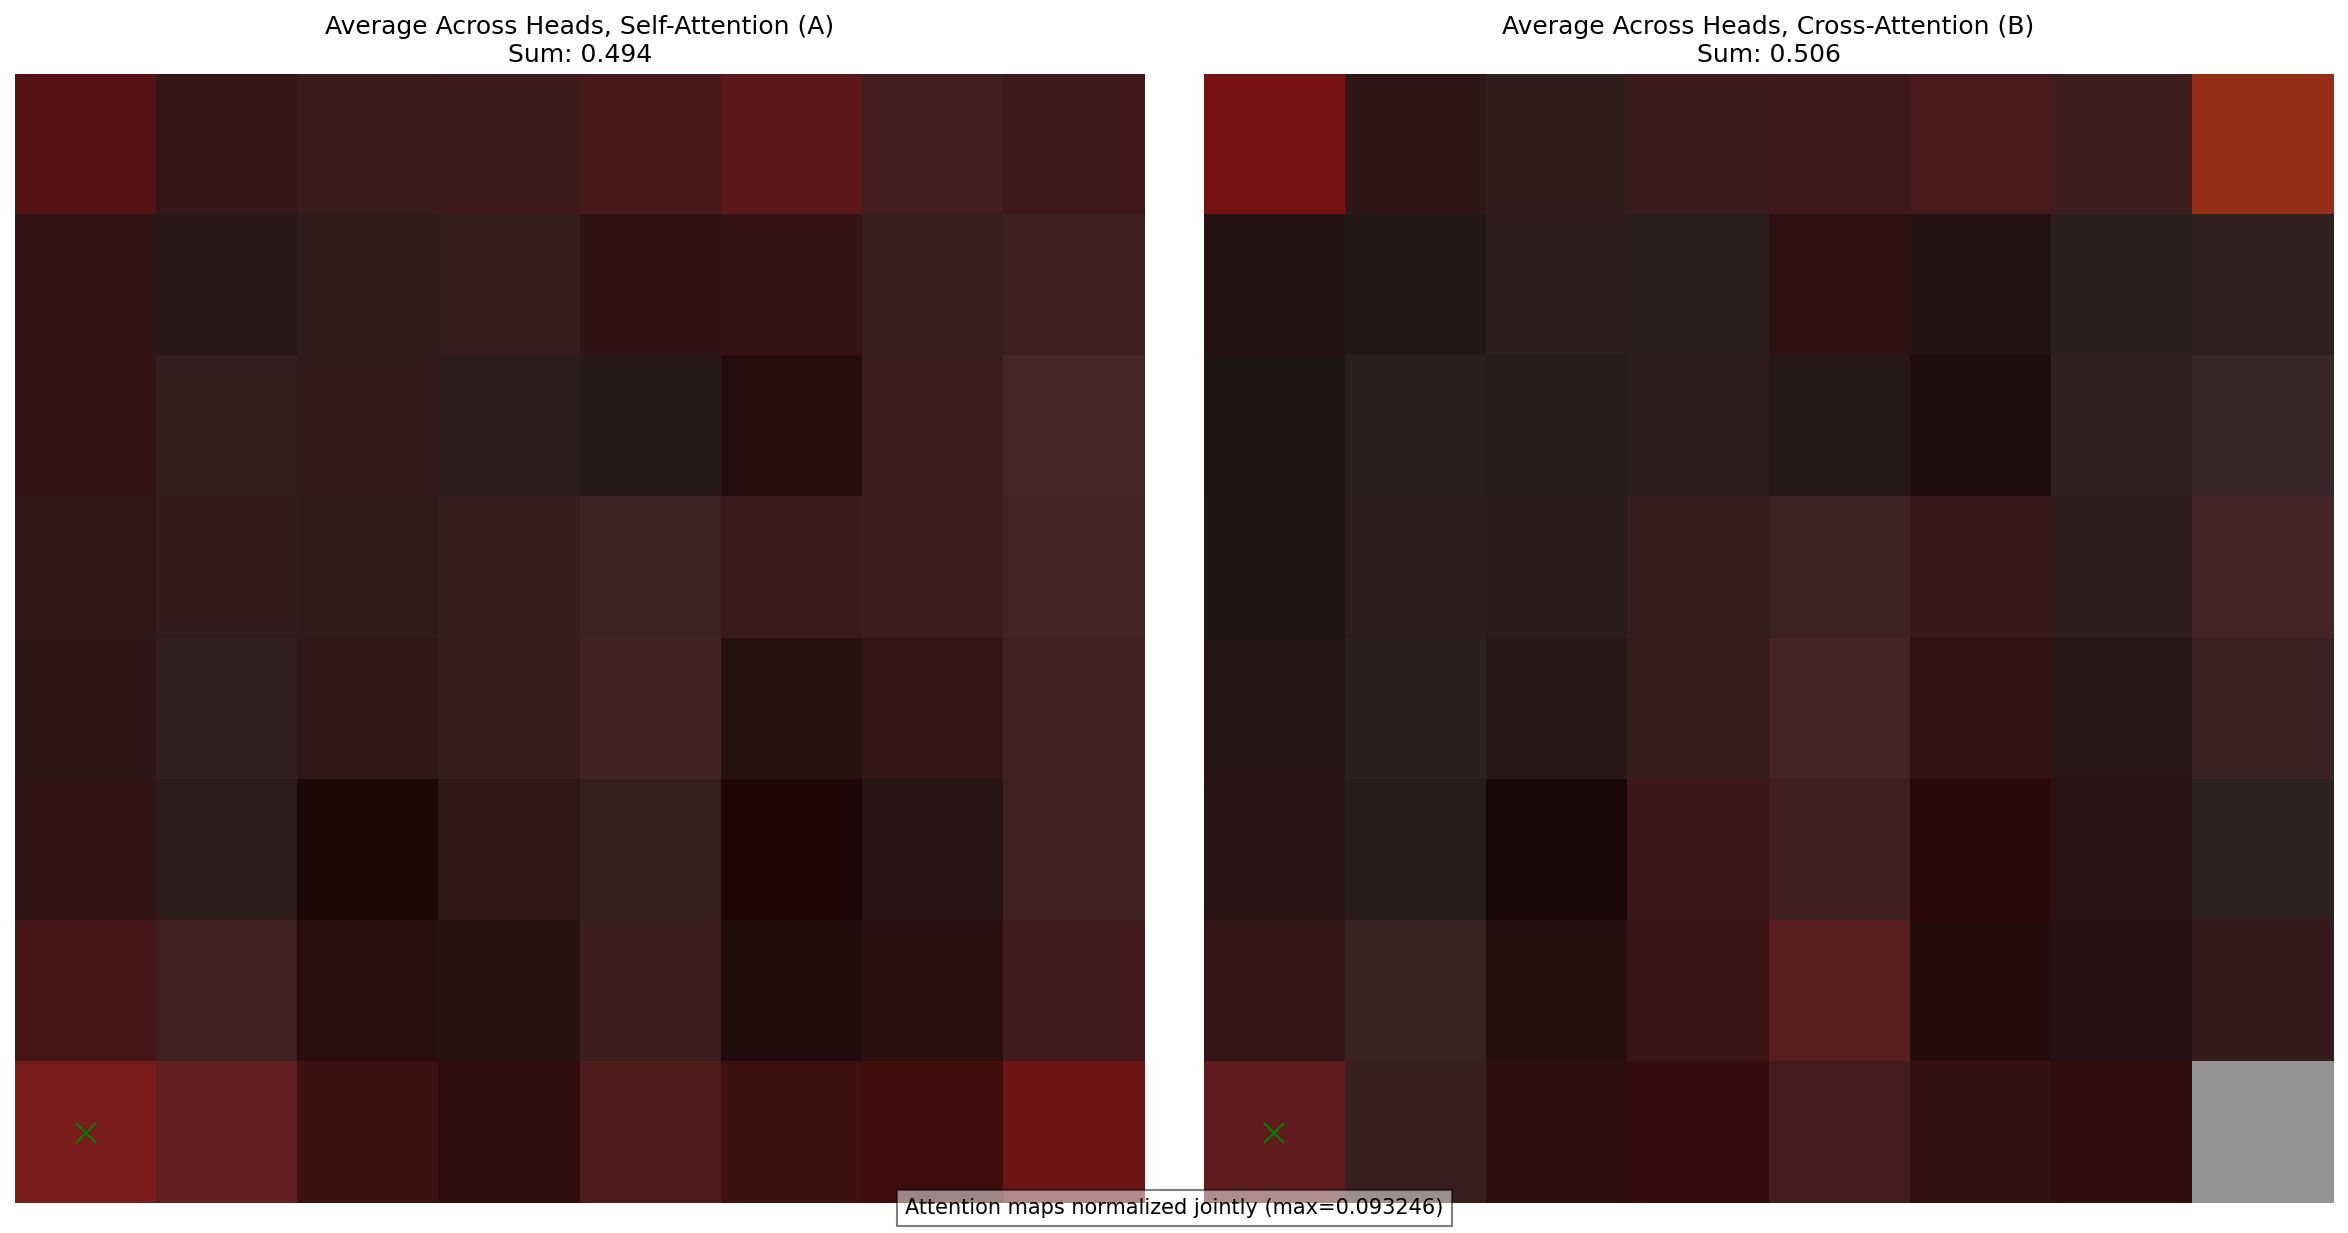 Average Across Heads, Self-Attention (A)
Sum: 0.494
Average Across Heads, Cross-Attention (B)
Sum: 0.506
Attention maps normalized jointly (max=0.093246)